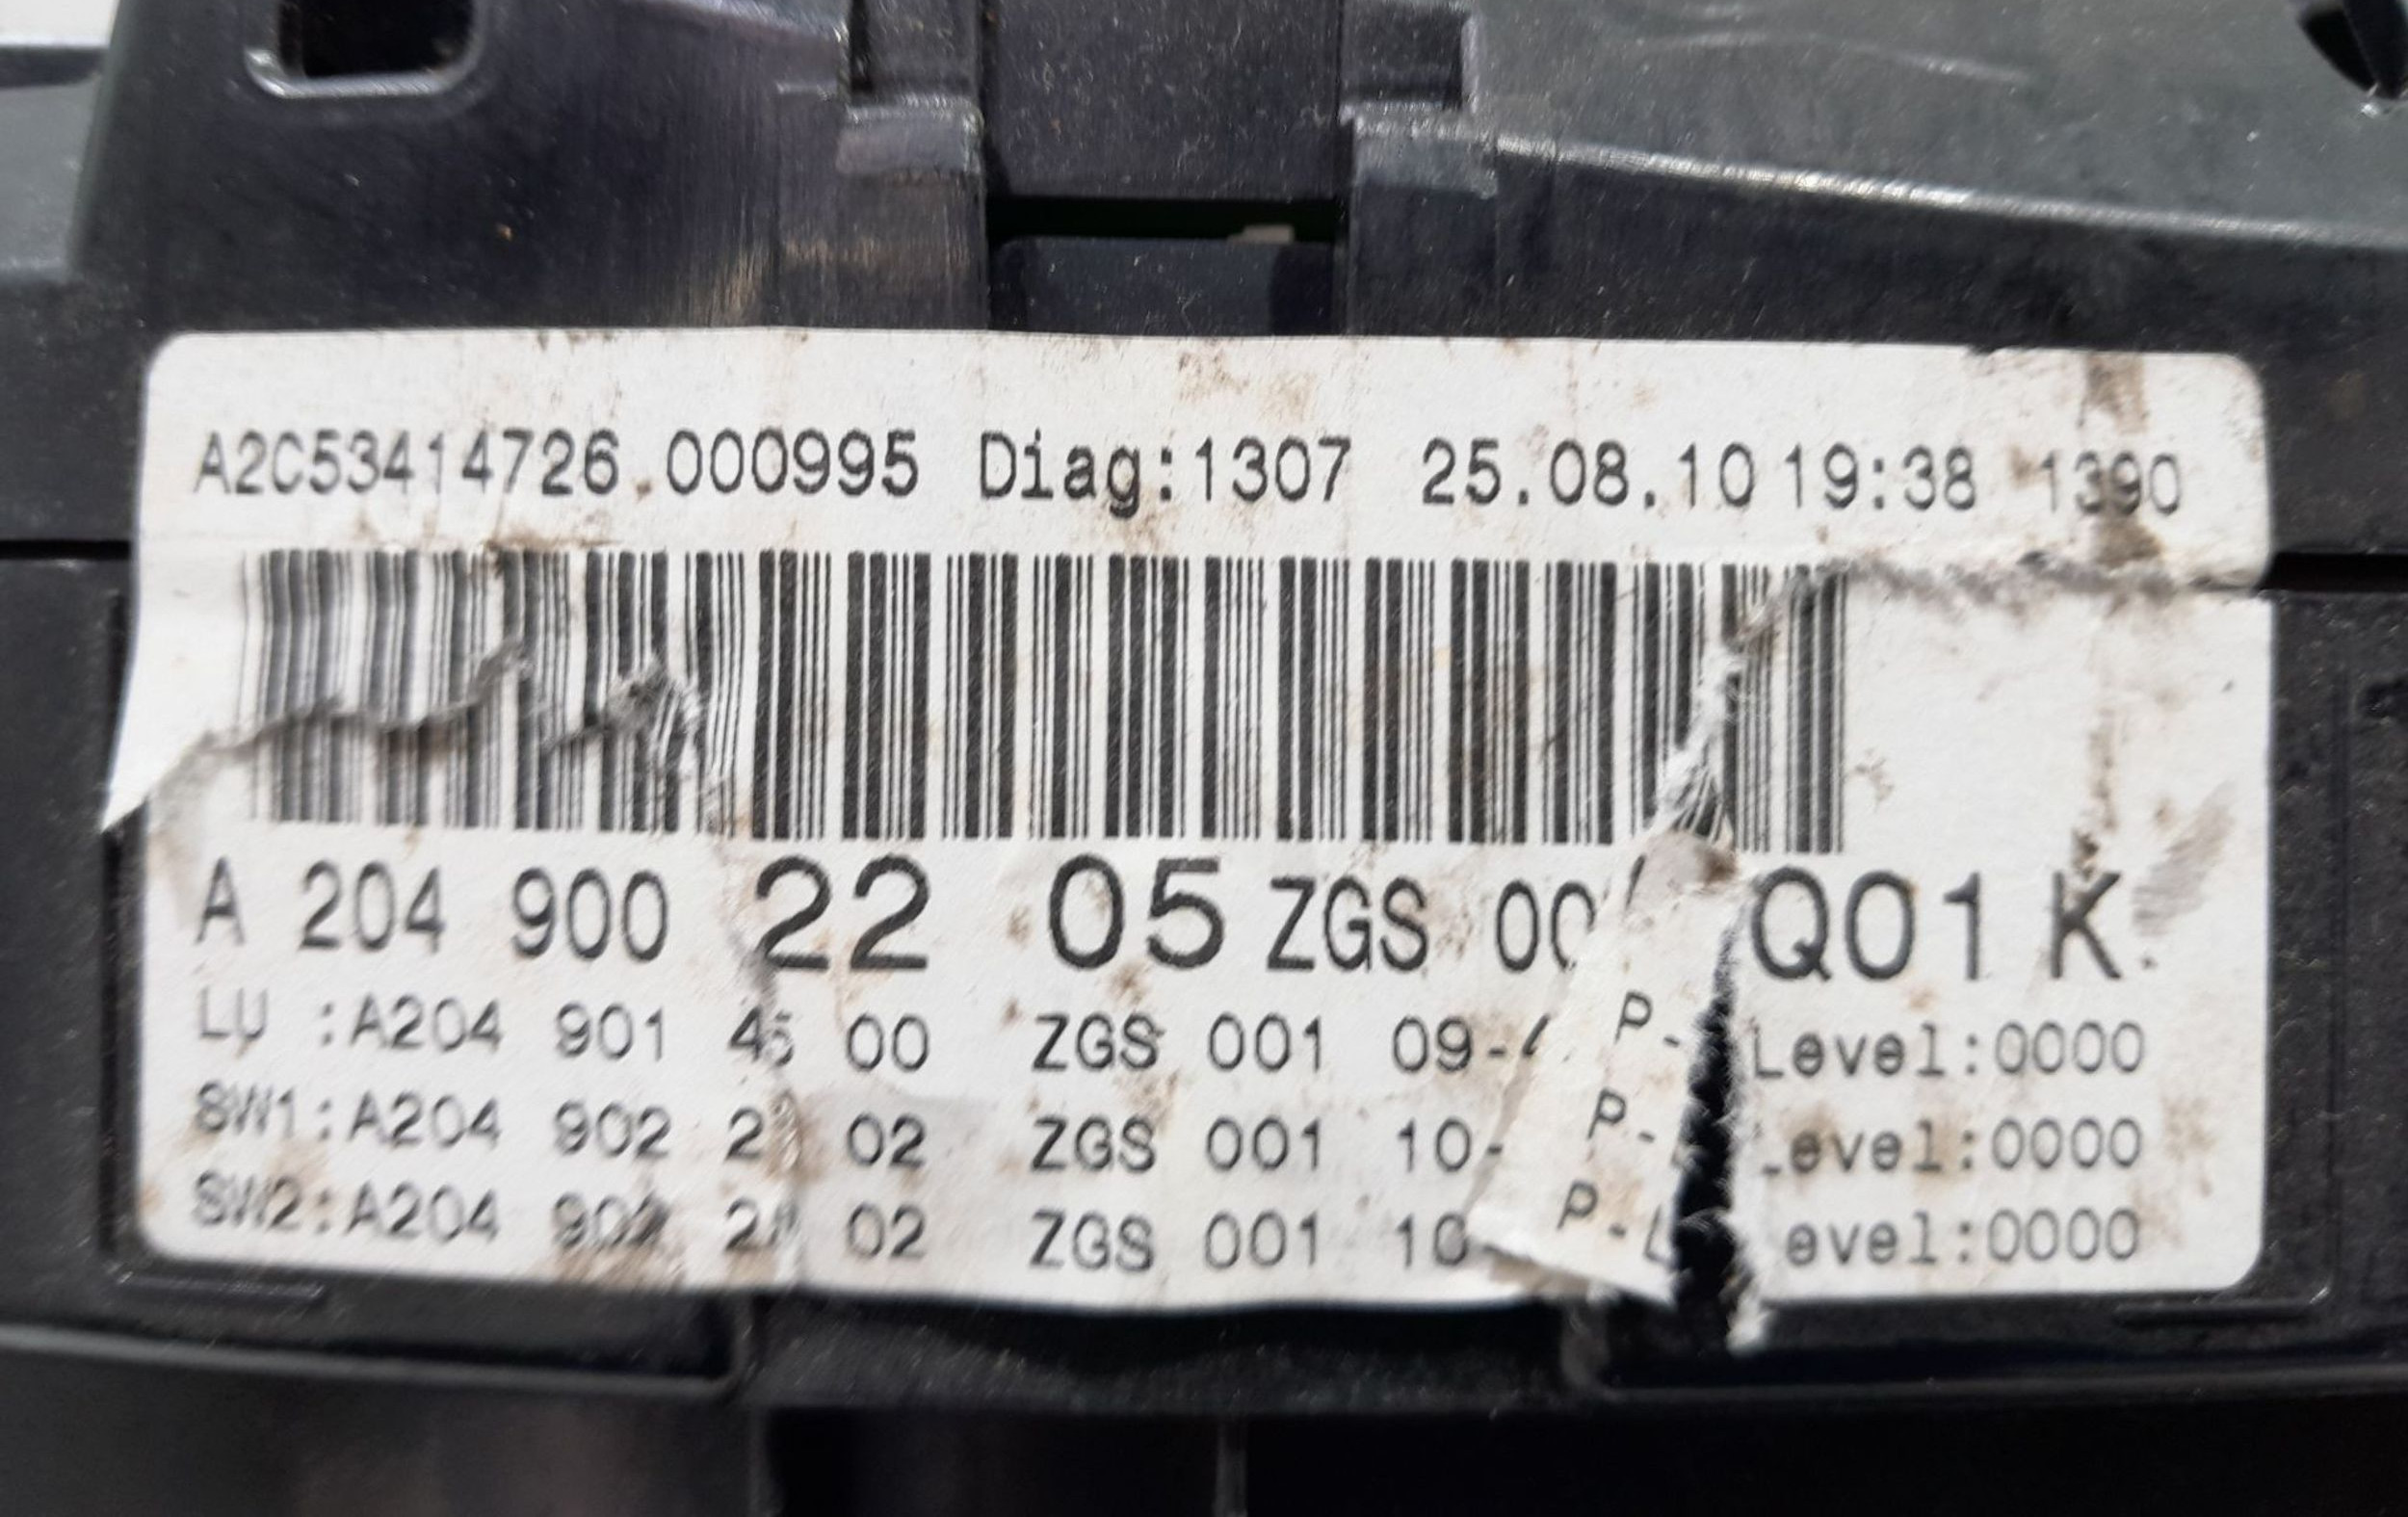 A2C53414726.000995 Diag:1307 25.08.10 19:38 1390
A 204 900 22 05 ZGS Q01 K
LU :A204 901 00 ZGS 001 P- Level:0000
SW1:A204 902 02 ZGS 001 P-Level:0000
SW2:A204 902 02 ZGS 001 P-Level:0000